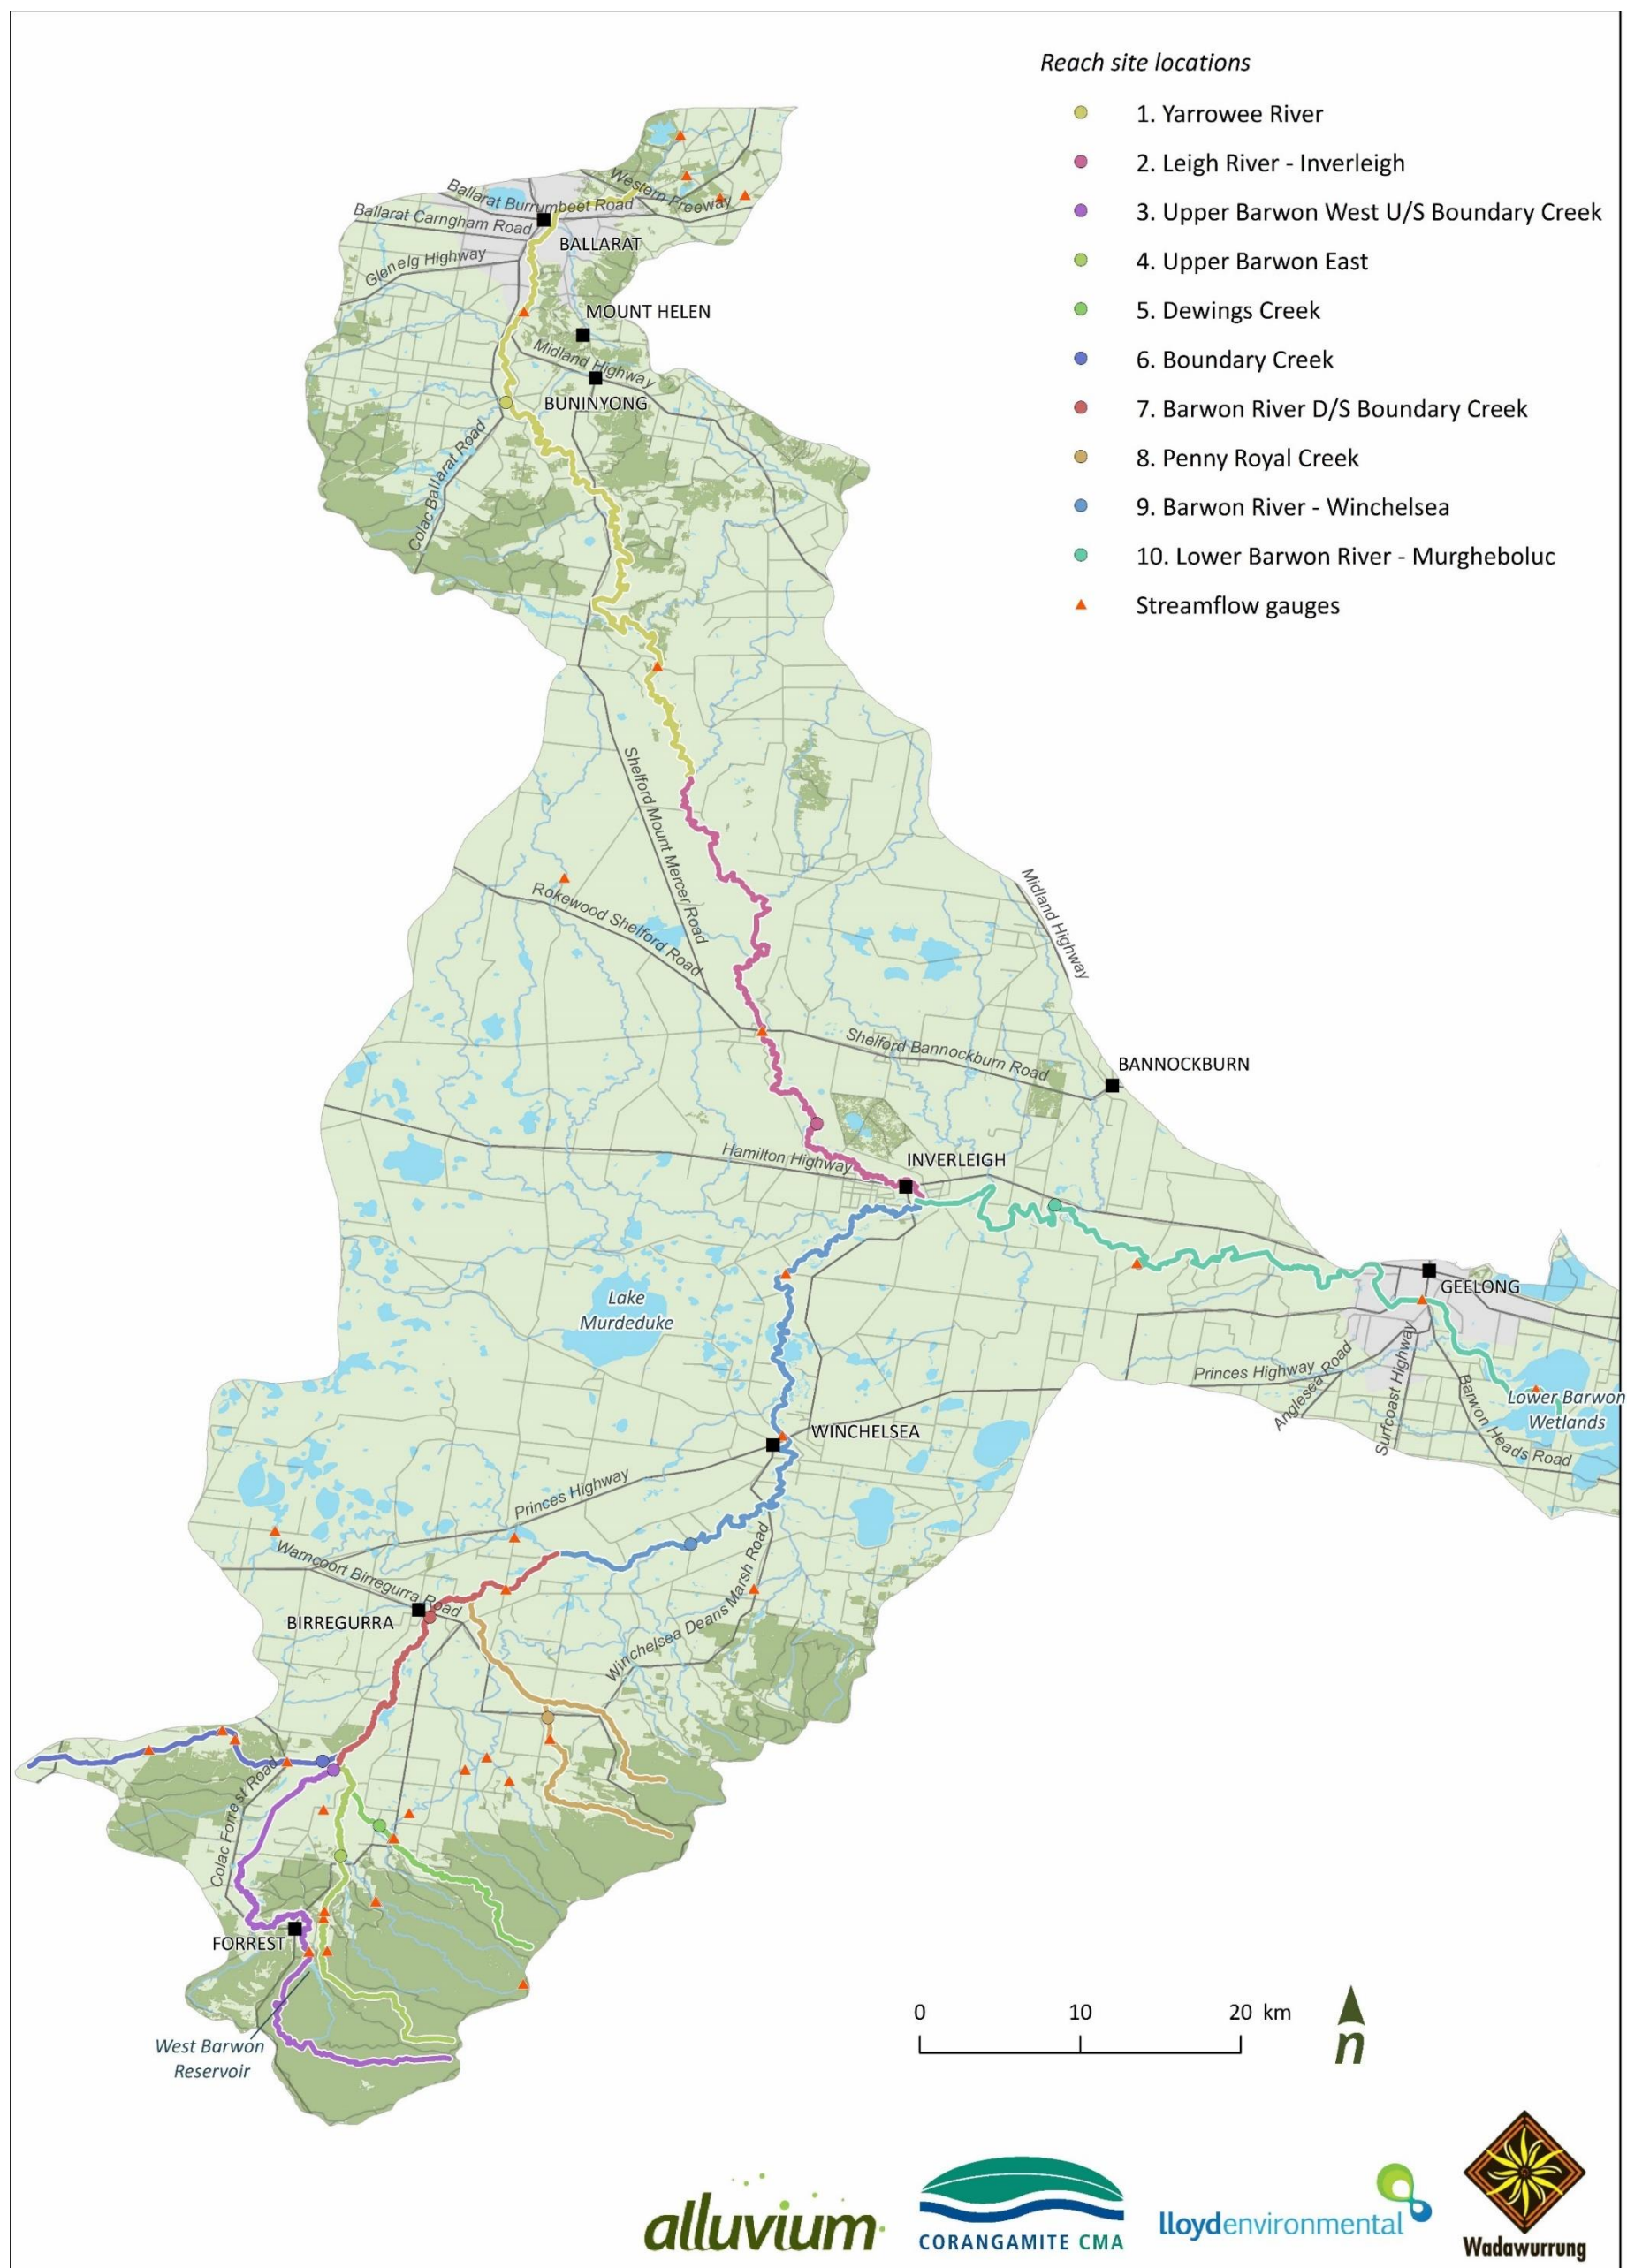 Reach site locations
1. Yarrowee River
2. Leigh River - Inverleigh
3. Upper Barwon West U/S Boundary Creek
4. Upper Barwon East
5. Dewings Creek
6. Boundary Creek
7. Barwon River D/S Boundary Creek
8. Penny Royal Creek
9. Barwon River - Winchelsea
10. Lower Barwon River - Murgheboluc
Streamflow gauges
Western Freeway
Ballarat Burrumbeet Road
Ballarat Carngham Road
BALLARAT
Glenelg Highway
MOUNT HELEN
Midland Highway
BUNINYONG
Colac Ballarat Road
Shelford Mount Mercer Road
Rokewood Shelford Road
Midland Highway
Shelford Bannockburn Road
BANNOCKBURN
Hamilton Highway
INVERLEIGH
Lake
Murdeduke
GEELONG
Princes Highway
Anglesea Road
Surfcoast Highway
Barwon Heads Road
Lower Barwon
Wetlands
WINCHELSEA
Princes Highway
Warncoort Birregurra Road
Winchelsea Deans Marsh Road
BIRREGURRA
Colac Forrest Road
FORREST
West Barwon
Reservoir
0 10 20 km
n
alluvium
CORANGAMITE CMA
lloydenvironmental
Wadawurrung